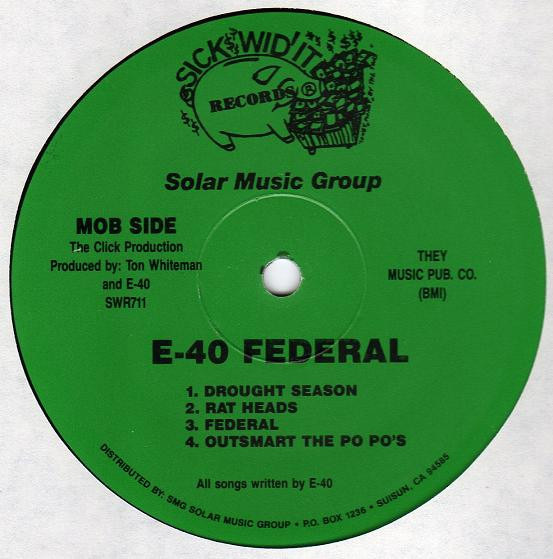 SICK WID' IT
RECORDS ®
Solar Music Group
MOB SIDE
The Click Production
Produced by: Ton Whiteman
and E-40
SWR711
THEY
MUSIC PUB. CO.
(BMI)
E-40 FEDERAL
1. DROUGHT SEASON
2. RAT HEADS
3. FEDERAL
4. OUTSMART THE PO PO'S
All songs written by E-40
DISTRIBUTED BY: SMG SOLAR MUSIC GROUP • P.O. BOX 1236 • SUISUN, CA 94585